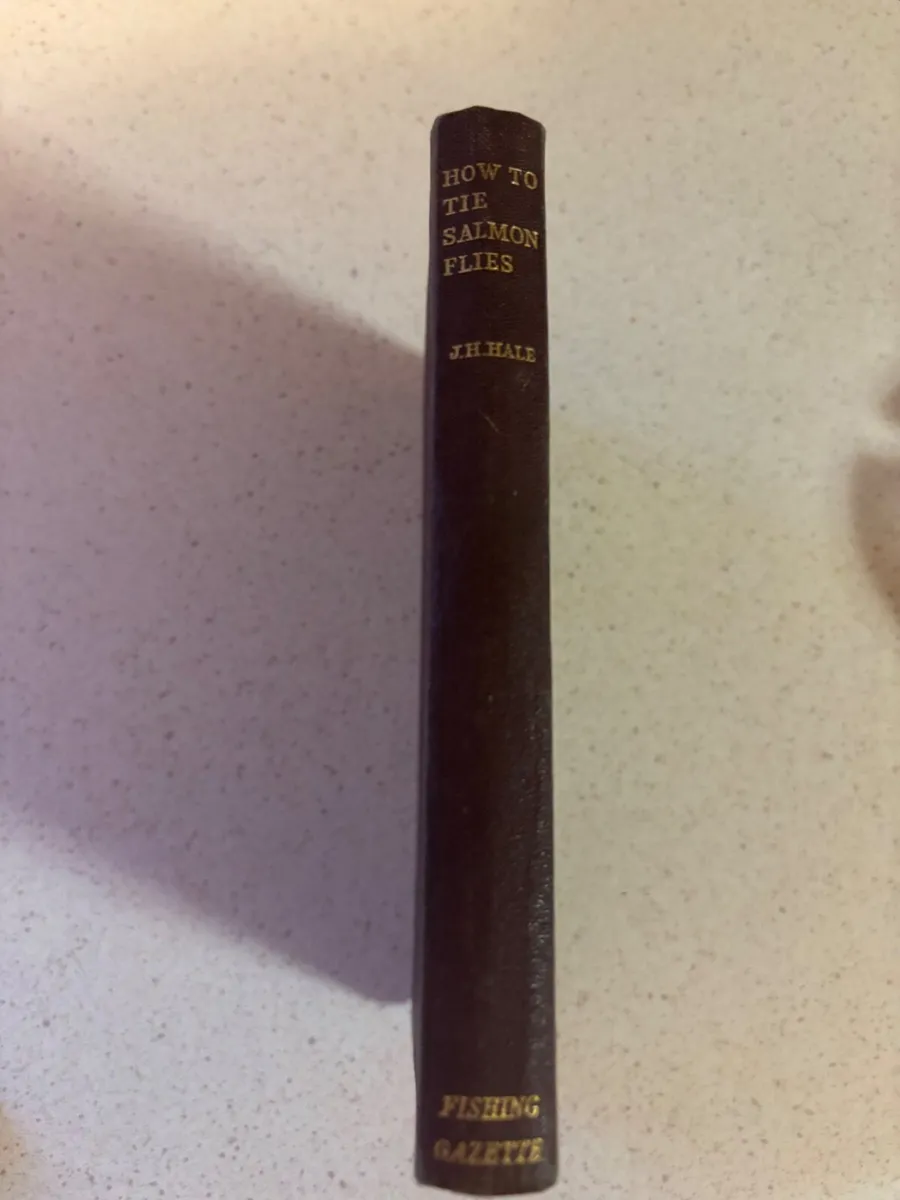 HOW TO
TIE
SALMON
FLIES
J.H.HALE
FISHING
GAZETTE